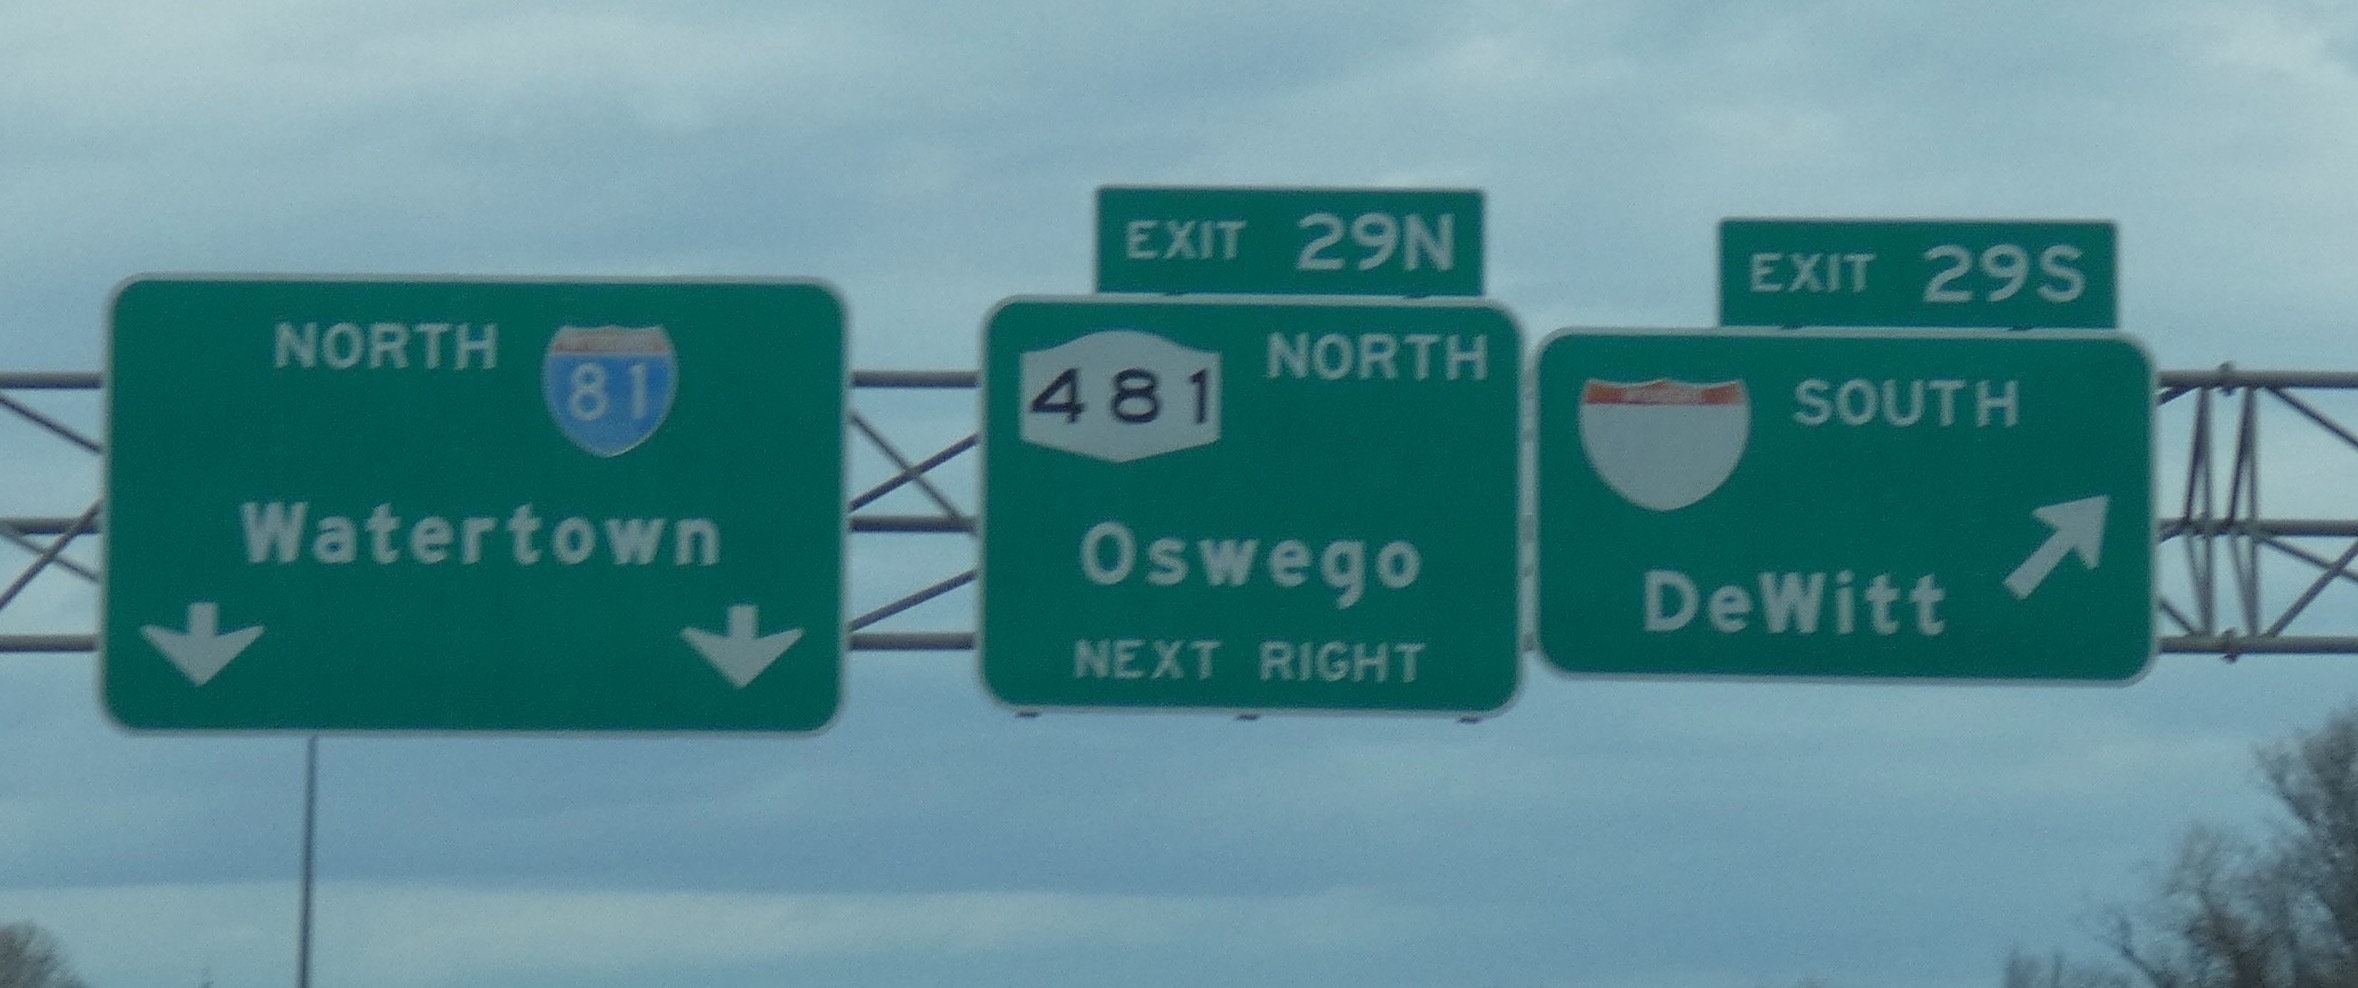 NORTH 81
Watertown
EXIT 29N
481 NORTH
Oswego
NEXT RIGHT
EXIT 29S
SOUTH
DeWitt